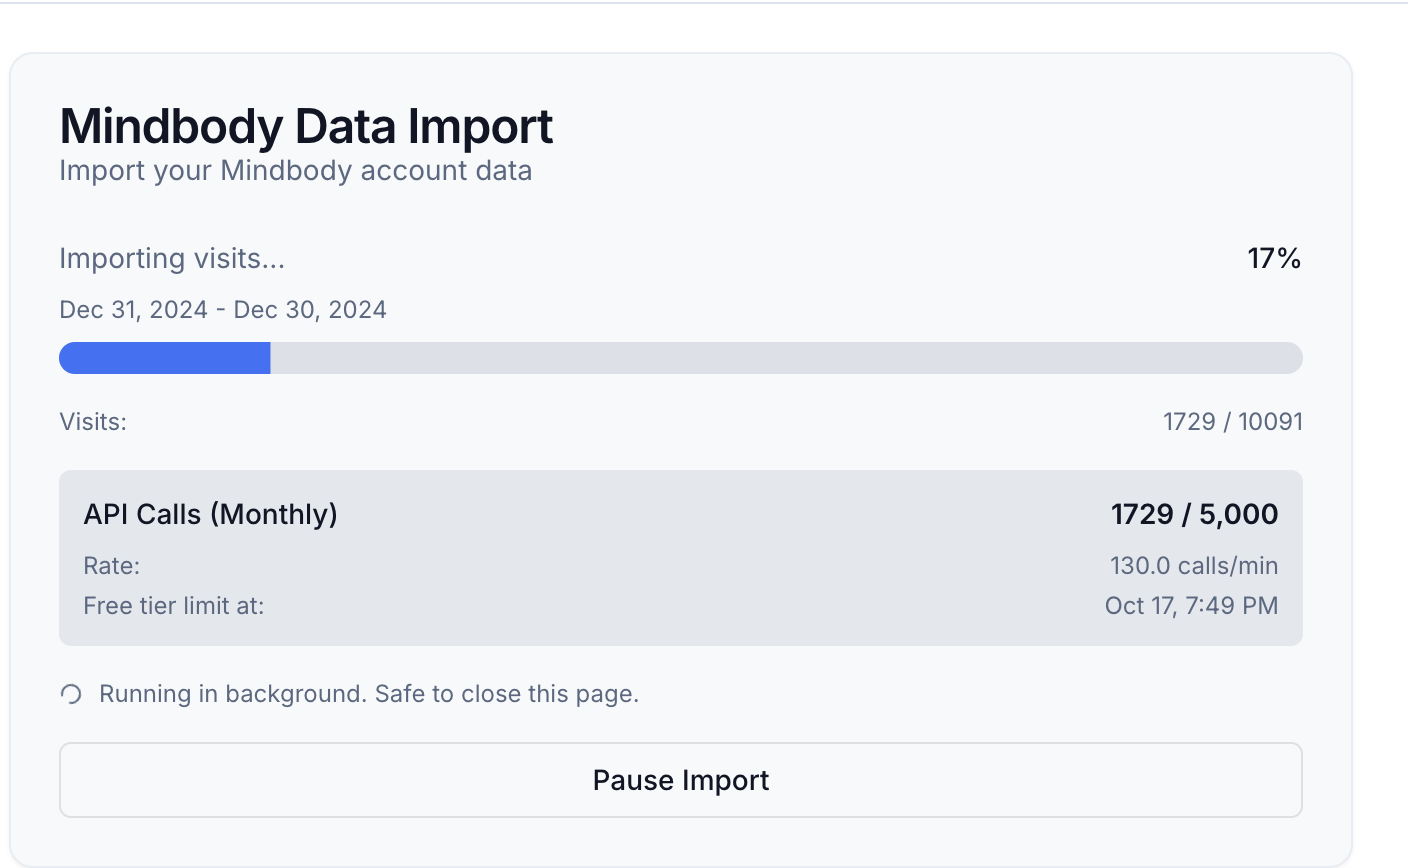 Mindbody Data Import
Import your Mindbody account data
Importing visits... 17%
Dec 31, 2024 - Dec 30, 2024
Visits: 1729 / 10091
API Calls (Monthly) 1729 / 5,000
Rate: 130.0 calls/min
Free tier limit at: Oct 17, 7:49 PM
Running in background. Safe to close this page.
Pause Import